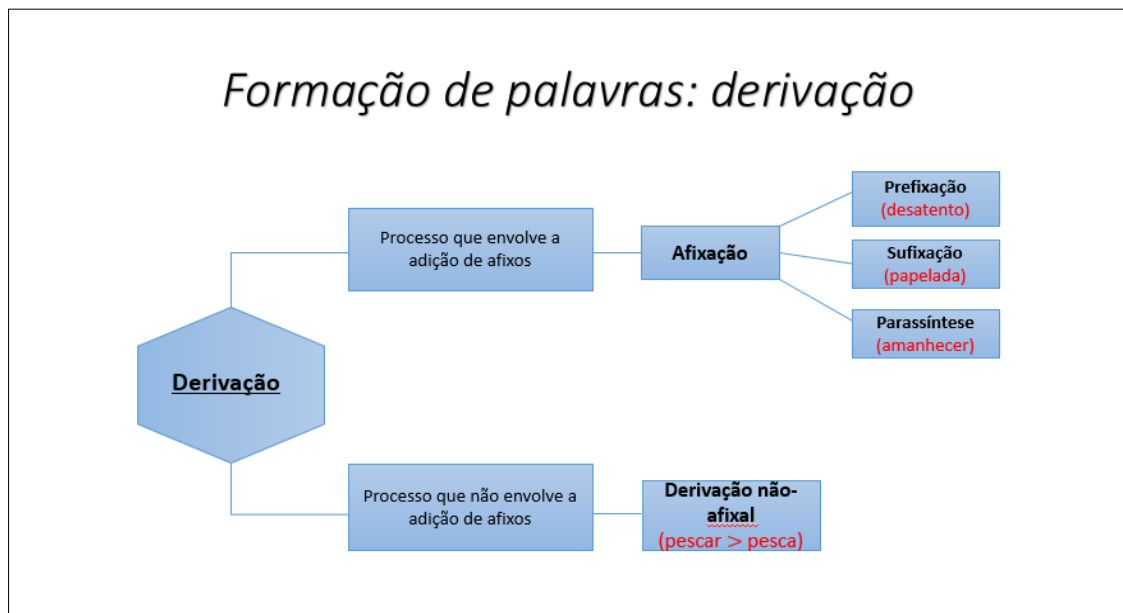 Formação de palavras: derivação
Derivação
Processo que envolve a
adição de afixos
Afixação
Prefixação
(desatento)
Sufixação
(papelada)
Parassíntese
(amanhecer)
Processo que não envolve a
adição de afixos
Derivação não-
afixal
(pescar > pesca)